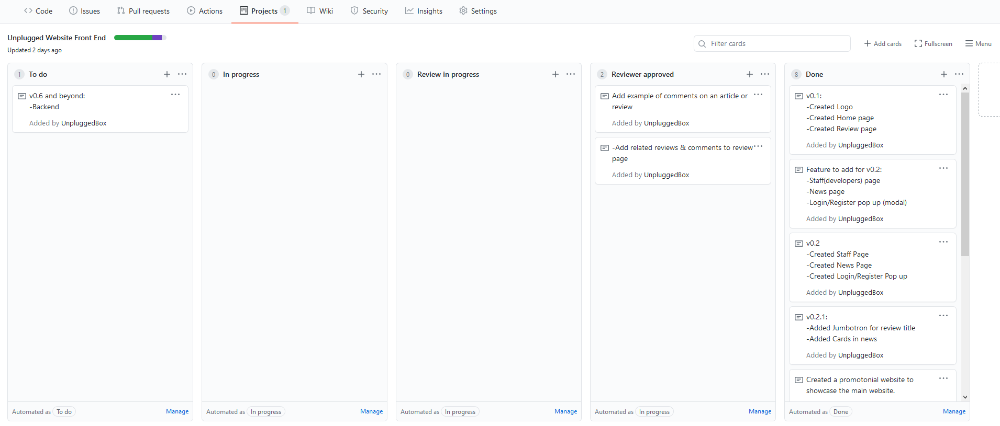 Code Issues Pull requests Actions Projects 1 Wiki Security Insights Settings
Unplugged Website Front End
Updated 2 days ago
Filter cards
Add cards Fullscreen Menu
1 To do
v0.6 and beyond:
-Backend
Added by UnpluggedBox
Automated as To do Manage
0 In progress
Automated as In progress Manage
0 Review in progress
Automated as In progress Manage
2 Reviewer approved
Add example of comments on an article or
review
Added by UnpluggedBox
-Add related reviews & comments to review
page
Added by UnpluggedBox
Automated as In progress Manage
8 Done
v0.1:
-Created Logo
-Created Home page
-Created Review page
Added by UnpluggedBox
Feature to add for v0.2:
-Staff(developers) page
-News page
-Login/Register pop up (modal)
Added by UnpluggedBox
v0.2
-Created Staff Page
-Created News Page
-Created Login/Register Pop up
Added by UnpluggedBox
v0.2.1:
-Added Jumbotron for review title
-Added Cards in news
Added by UnpluggedBox
Created a promotonial website to
showcase the main website.
Automated as Done Manage